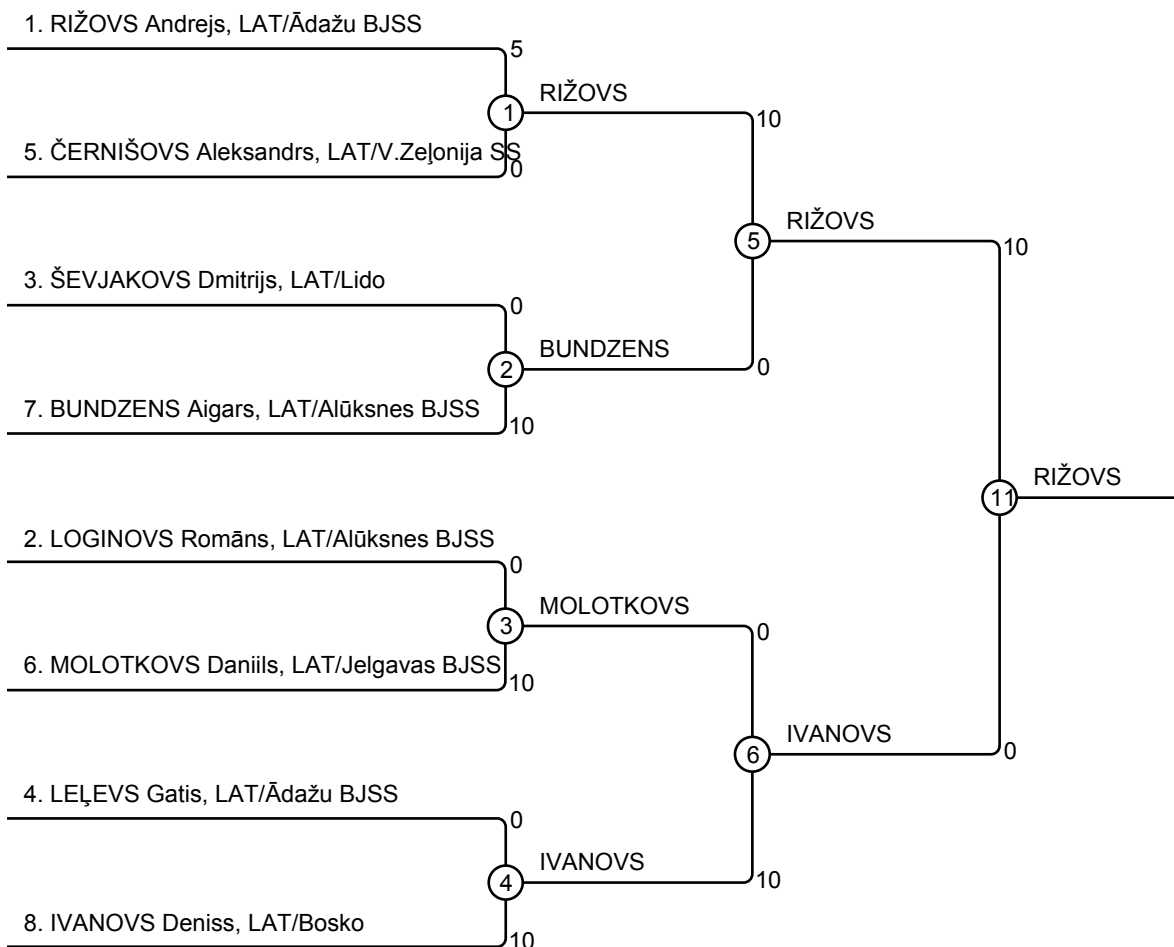 1. RIŽOVS Andrejs, LAT/Ādažu BJSS
5
1
RIŽOVS
10
5. ČERNIŠOVS Aleksandrs, LAT/V.Zeļonija SS
0
5
RIŽOVS
10
3. ŠEVJAKOVS Dmitrijs, LAT/Lido
0
2
BUNDZENS
0
7. BUNDZENS Aigars, LAT/Alūksnes BJSS
10
11
RIŽOVS
2. LOGINOVS Romāns, LAT/Alūksnes BJSS
0
3
MOLOTKOVS
0
6. MOLOTKOVS Daniils, LAT/Jelgavas BJSS
10
6
IVANOVS
0
4. LEĻEVS Gatis, LAT/Ādažu BJSS
0
4
IVANOVS
10
8. IVANOVS Deniss, LAT/Bosko
10